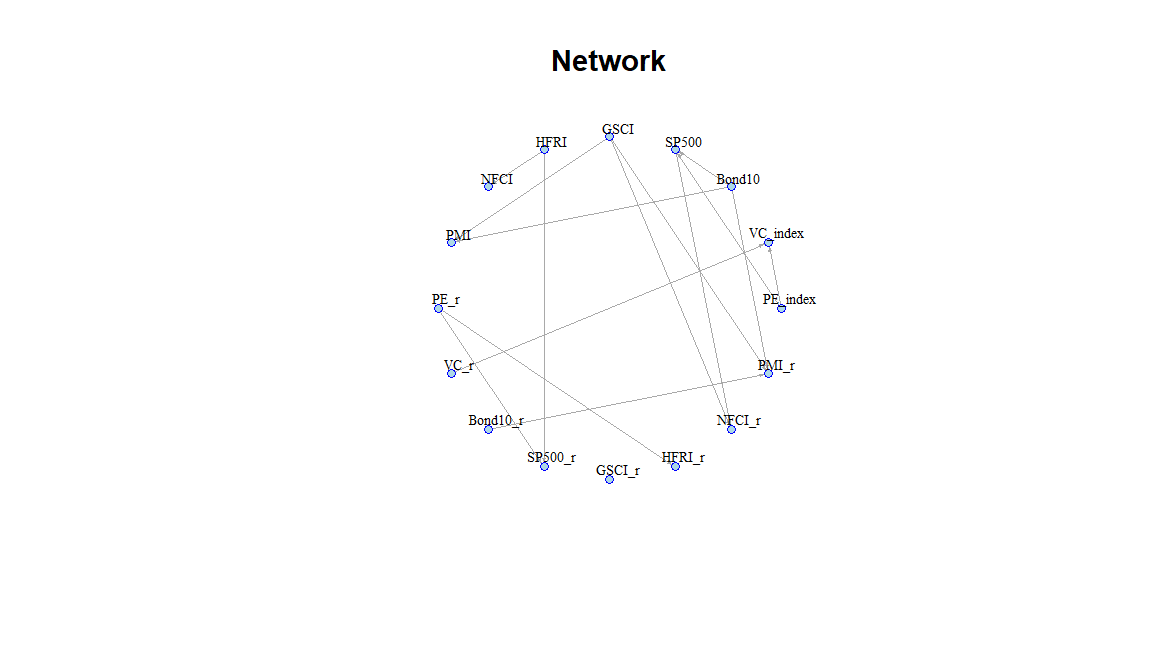 Network
GSCI
HFRI
SP500
NFCI
Bond10
PMI
VC_index
PE_r
PE_index
VC_r
PMI_r
Bond10_r
NFCI_r
SP500_r
HFRI_r
GSCI_r